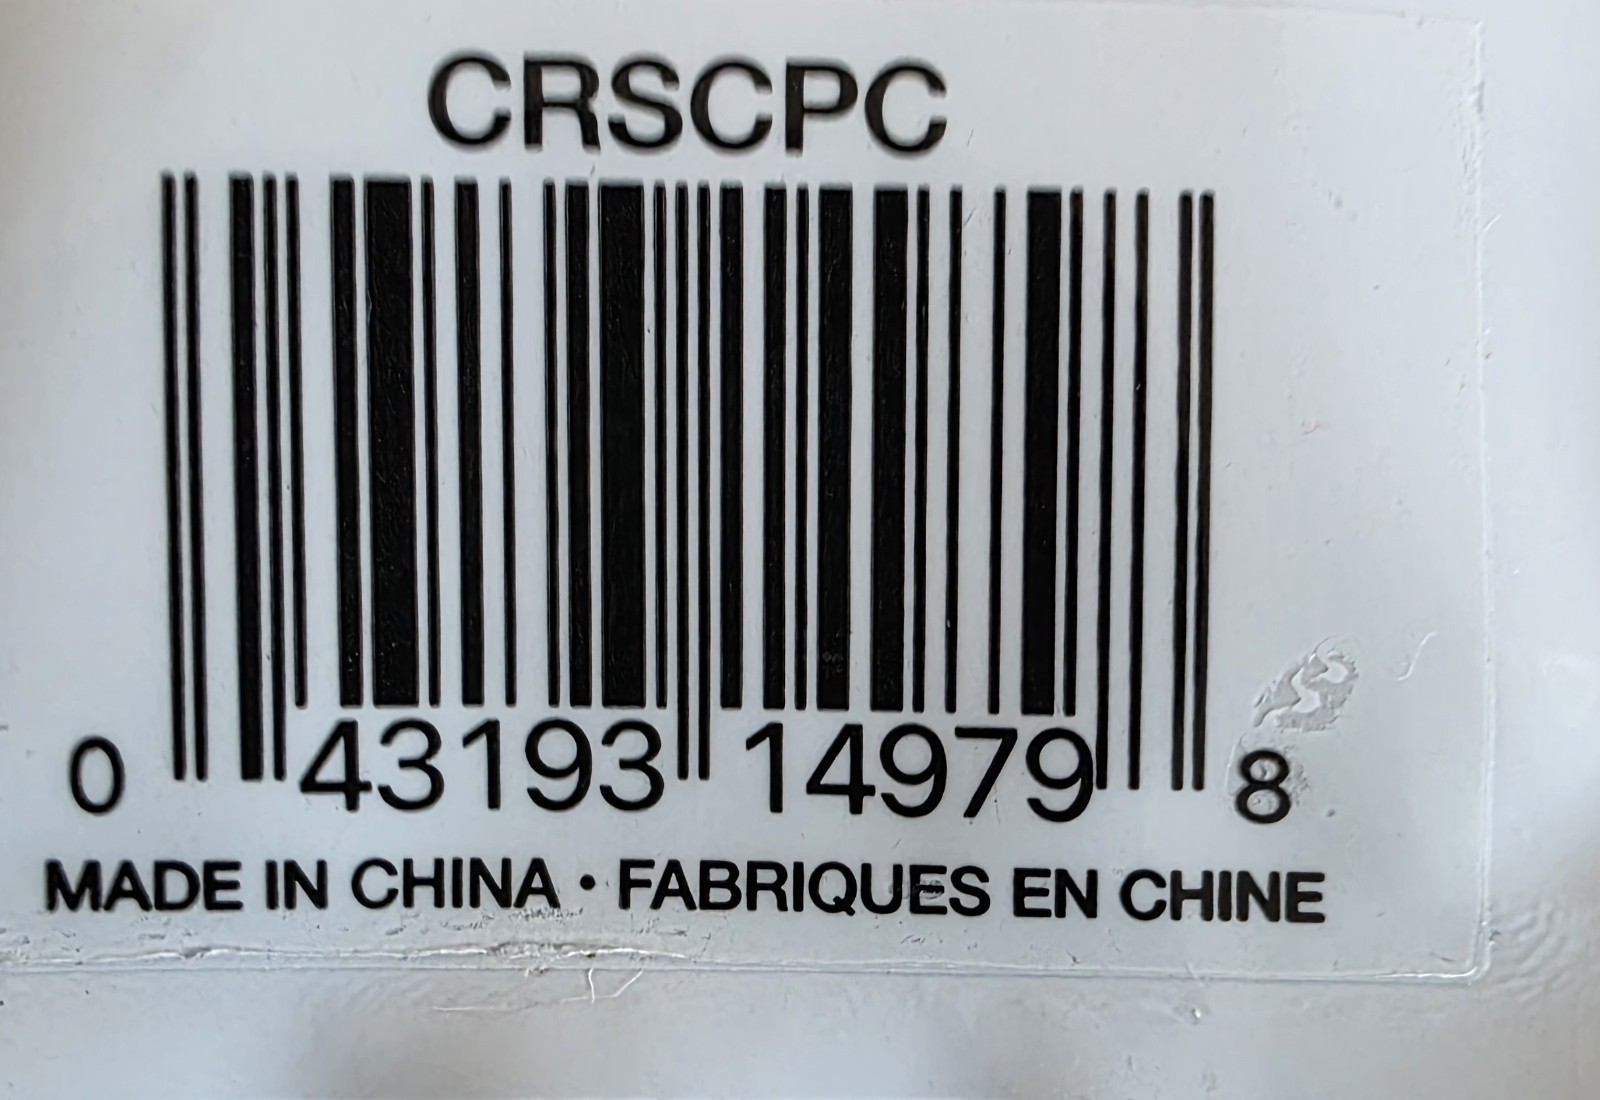 CRSCPC
0 43193 14979 8
MADE IN CHINA • FABRIQUES EN CHINE